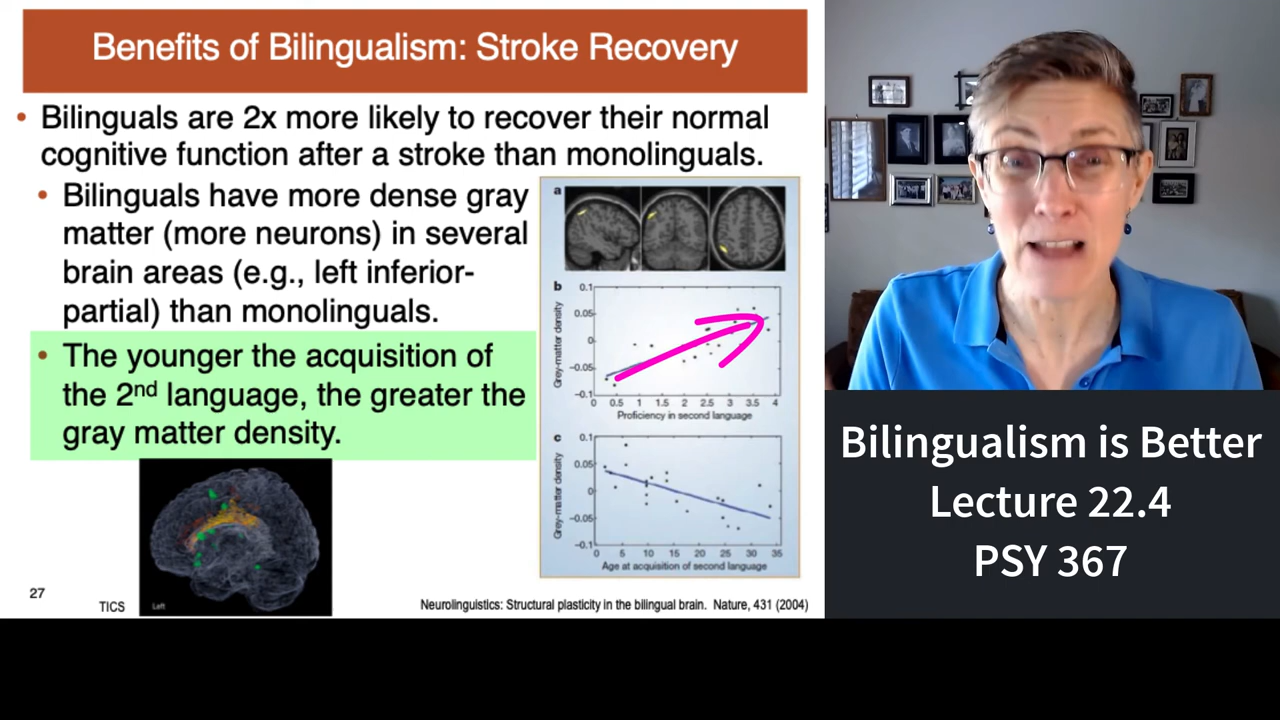 Benefits of Bilingualism: Stroke Recovery
• Bilinguals are 2x more likely to recover their normal
cognitive function after a stroke than monolinguals.
• Bilinguals have more dense gray
matter (more neurons) in several
brain areas (e.g., left inferior-
partial) than monolinguals.
• The younger the acquisition of
the 2nd language, the greater the
gray matter density.
Left
27
TICS
a
b
Grey-matter density
0.1
0.05
0
-0.05
-0.1
0 0.5 1 1.5 2 2.5 3 3.5 4
Proficiency in second language
c
Grey-matter density
0.1
0.05
0
-0.05
-0.1
0 5 10 15 20 25 30 35
Age at acquisition of second language
Neurolinguistics: Structural plasticity in the bilingual brain. Nature, 431 (2004)
Bilingualism is Better
Lecture 22.4
PSY 367